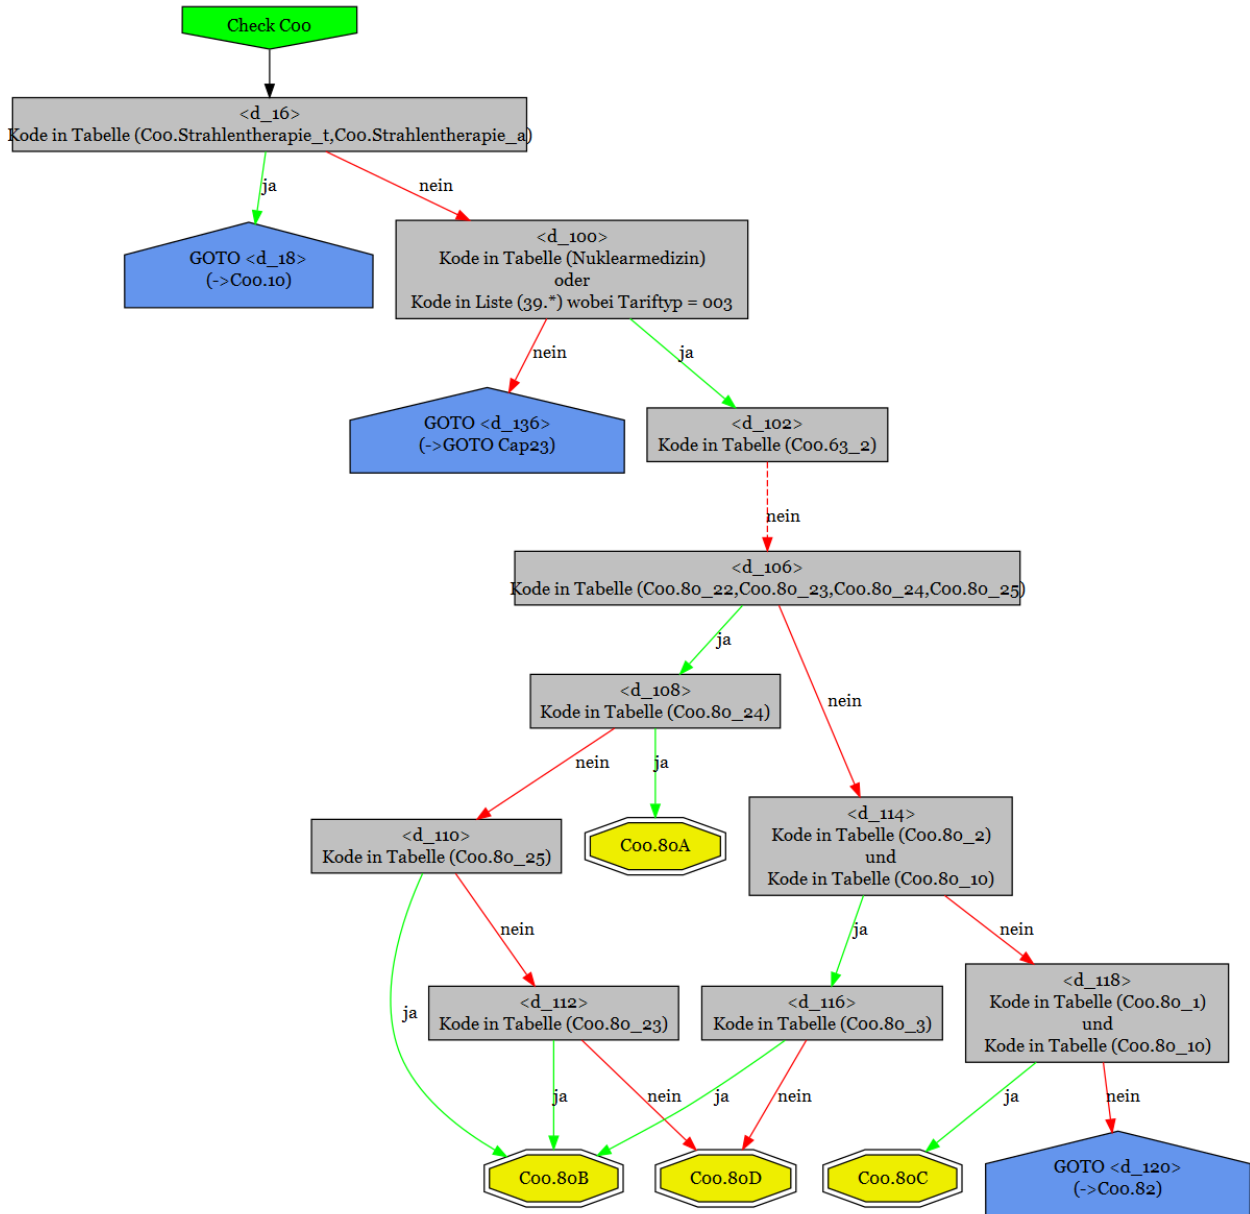 Check C00
<d_16>
Kode in Tabelle (C00.Strahlentherapie_t,C00.Strahlentherapie_a)
ja
nein
GOTO <d_18>
(->C00.10)
<d_100>
Kode in Tabelle (Nuklearmedizin)
oder
Kode in Liste (39.*) wobei Tariftyp = 003
nein
ja
GOTO <d_136>
(->GOTO Cap23)
<d_102>
Kode in Tabelle (C00.63_2)
nein
<d_106>
Kode in Tabelle (C00.80_22,C00.80_23,C00.80_24,C00.80_25)
ja
nein
<d_108>
Kode in Tabelle (C00.80_24)
nein
ja
<d_110>
Kode in Tabelle (C00.80_25)
C00.80A
<d_114>
Kode in Tabelle (C00.80_2)
und
Kode in Tabelle (C00.80_10)
ja
nein
ja
nein
<d_112>
Kode in Tabelle (C00.80_23)
<d_116>
Kode in Tabelle (C00.80_3)
<d_118>
Kode in Tabelle (C00.80_1)
und
Kode in Tabelle (C00.80_10)
ja
nein
ja
nein
ja
nein
C00.80B
C00.80D
C00.80C
GOTO <d_120>
(->C00.82)